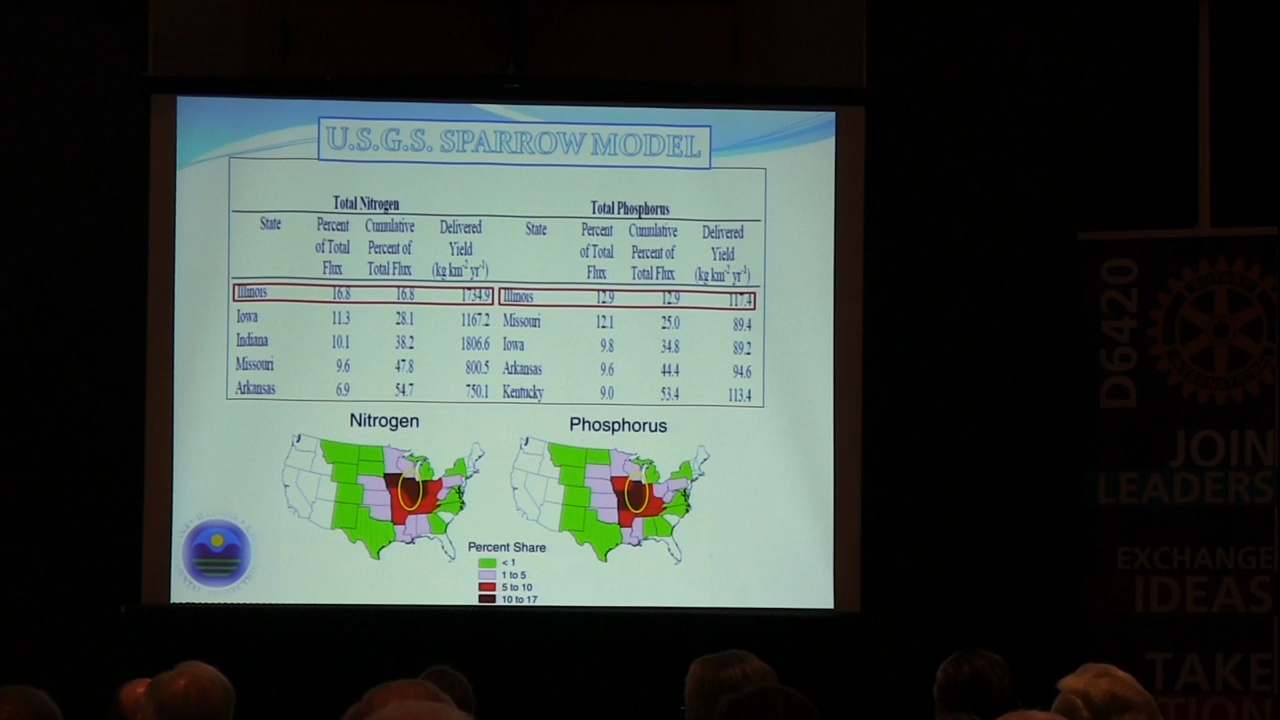 U.S.G.S. SPARROW MODEL
Total Nitrogen Total Phosphorus
State Percent Cumulative Delivered State Percent Cumulative Delivered
of Total Percent of Yield of Total Percent of Yield
Flux Total Flux (kg km⁻² yr⁻¹) Flux Total Flux (kg km⁻² yr⁻¹)
Illinois 16.8 16.8 1734.9 Illinois 12.9 12.9 117.4
Iowa 11.3 28.1 1167.2 Missouri 12.1 25.0 89.4
Indiana 10.1 38.2 1806.6 Iowa 9.8 34.8 89.2
Missouri 9.6 47.8 800.5 Arkansas 9.6 44.4 94.6
Arkansas 6.9 54.7 750.1 Kentucky 9.0 53.4 113.4
Nitrogen Phosphorus
Percent Share
< 1
1 to 5
5 to 10
10 to 17
D6420
JOIN
LEADERS
EXCHANGE
IDEAS
TAKE